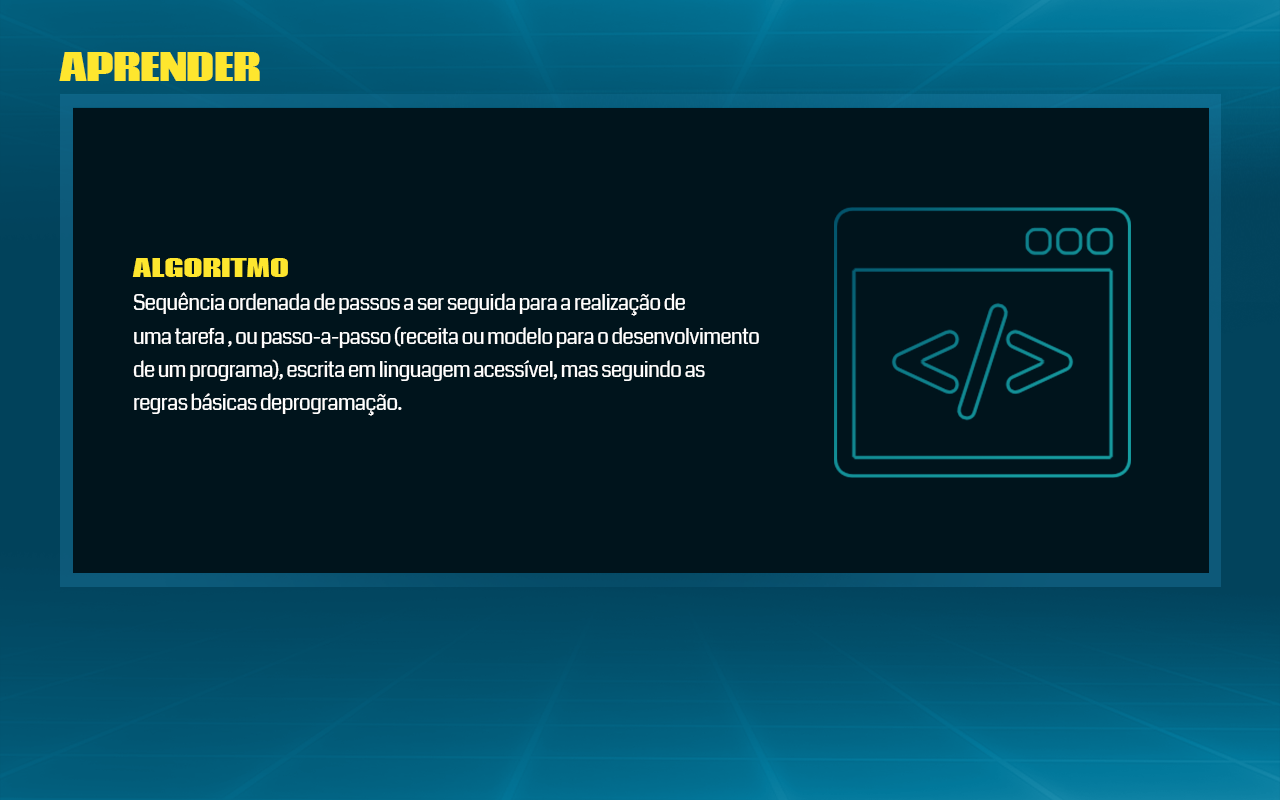 APRENDER
ALGORITMO
Sequência ordenada de passos a ser seguida para a realização de
uma tarefa , ou passo-a-passo (receita ou modelo para o desenvolvimento
de um programa), escrita em linguagem acessível, mas seguindo as
regras básicas deprogramação.
</>